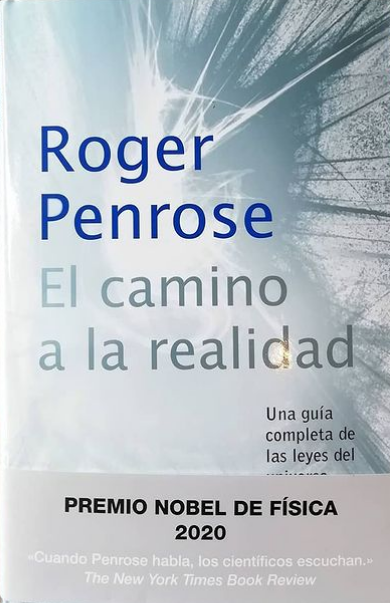 Roger
Penrose
El camino
a la realidad
Una guía
completa de
las leyes del
PREMIO NOBEL DE FÍSICA
2020
«Cuando Penrose habla, los científicos escuchan.»
The New York Times Book Review